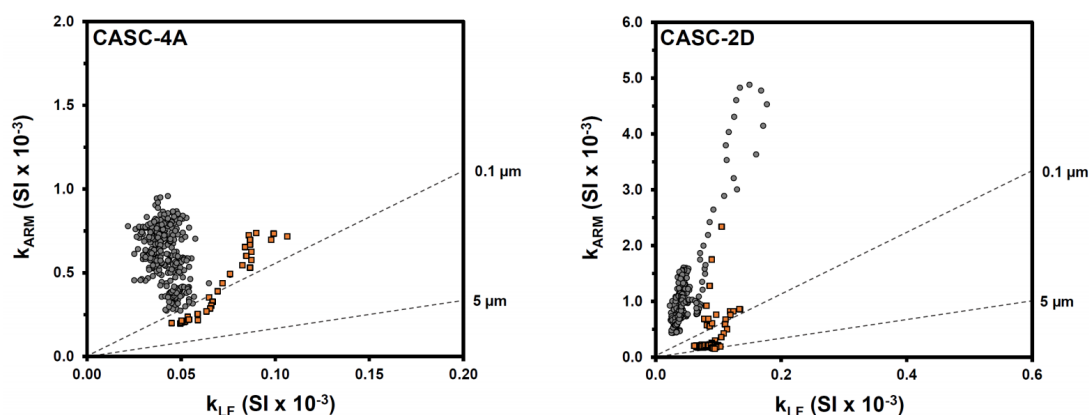 CASC-4A
2.0
1.5
1.0
0.5
0.0
0.00
0.05
0.10
0.15
0.20
k_ARM (SI x 10^-3)
k_LF (SI x 10^-3)
0.1 µm
5 µm
CASC-2D
6.0
5.0
4.0
3.0
2.0
1.0
0.0
0.0
0.2
0.4
0.6
k_ARM (SI x 10^-3)
k_LF (SI x 10^-3)
0.1 µm
5 µm